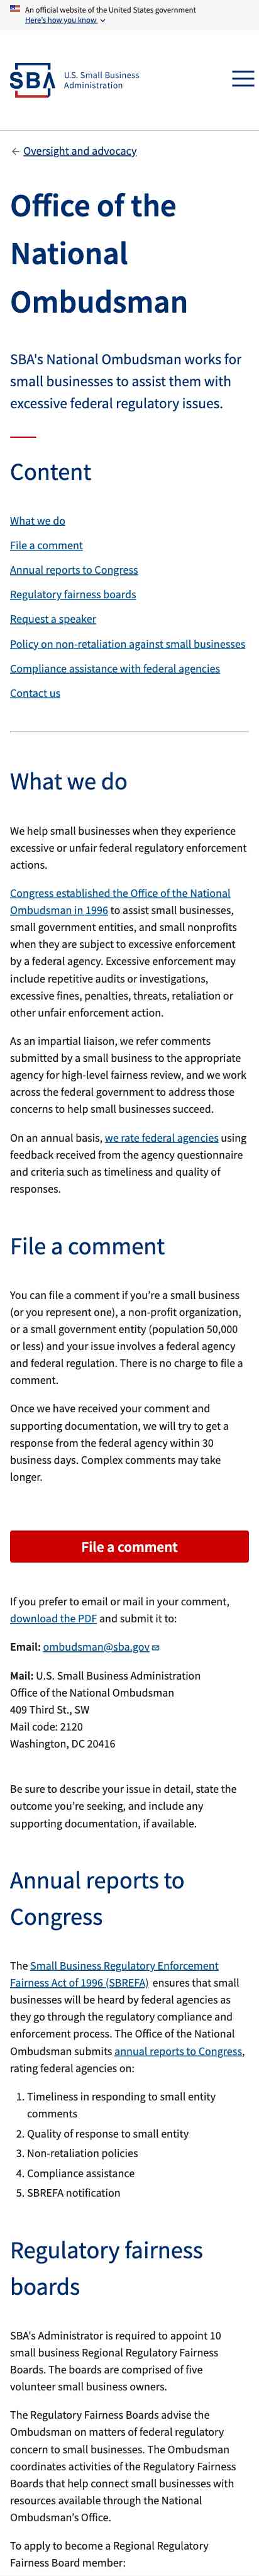 An official website of the United States government
Here's how you know
SBA
U.S. Small Business
Administration
Oversight and advocacy
Office of the
National
Ombudsman
SBA's National Ombudsman works for
small businesses to assist them with
excessive federal regulatory issues.
Content
What we do
File a comment
Annual reports to Congress
Regulatory fairness boards
Request a speaker
Policy on non-retaliation against small businesses
Compliance assistance with federal agencies
Contact us
What we do
We help small businesses when they experience
excessive or unfair federal regulatory enforcement
actions.
Congress established the Office of the National
Ombudsman in 1996 to assist small businesses,
small government entities, and small nonprofits
when they are subject to excessive enforcement
by a federal agency. Excessive enforcement may
include repetitive audits or investigations,
excessive fines, penalties, threats, retaliation or
other unfair enforcement action.
As an impartial liaison, we refer comments
submitted by a small business to the appropriate
agency for high-level fairness review, and we work
across the federal government to address those
concerns to help small businesses succeed.
On an annual basis, we rate federal agencies using
feedback received from the agency questionnaire
and criteria such as timeliness and quality of
responses.
File a comment
You can file a comment if you're a small business
(or you represent one), a non-profit organization,
or a small government entity (population 50,000
or less) and your issue involves a federal agency
and federal regulation. There is no charge to file a
comment.
Once we have received your comment and
supporting documentation, we will try to get a
response from the federal agency within 30
business days. Complex comments may take
longer.
File a comment
If you prefer to email or mail in your comment,
download the PDF and submit it to:
Email: ombudsman@sba.gov
Mail: U.S. Small Business Administration
Office of the National Ombudsman
409 Third St., SW
Mail code: 2120
Washington, DC 20416
Be sure to describe your issue in detail, state the
outcome you're seeking, and include any
supporting documentation, if available.
Annual reports to
Congress
The Small Business Regulatory Enforcement
Fairness Act of 1996 (SBREFA) ensures that small
businesses will be heard by federal agencies as
they go through the regulatory compliance and
enforcement process. The Office of the National
Ombudsman submits annual reports to Congress,
rating federal agencies on:
1. Timeliness in responding to small entity
comments
2. Quality of response to small entity
3. Non-retaliation policies
4. Compliance assistance
5. SBREFA notification
Regulatory fairness
boards
SBA's Administrator is required to appoint 10
small business Regional Regulatory Fairness
Boards. The boards are comprised of five
volunteer small business owners.
The Regulatory Fairness Boards advise the
Ombudsman on matters of federal regulatory
concern to small businesses. The Ombudsman
coordinates activities of the Regulatory Fairness
Boards that help connect small businesses with
resources available through the National
Ombudsman's Office.
To apply to become a Regional Regulatory
Fairness Board member: